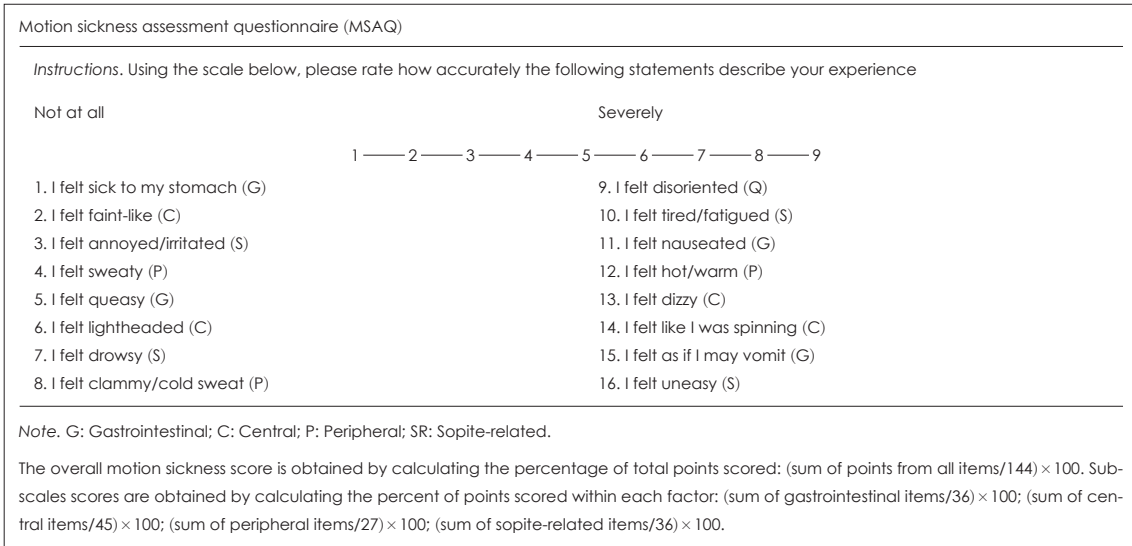 Motion sickness assessment questionnaire (MSAQ)
Instructions. Using the scale below, please rate how accurately the following statements describe your experience
Not at all
Severely
1 —— 2 —— 3 —— 4 —— 5 —— 6 —— 7 —— 8 —— 9
1. I felt sick to my stomach (G)
2. I felt faint-like (C)
3. I felt annoyed/irritated (S)
4. I felt sweaty (P)
5. I felt queasy (G)
6. I felt lightheaded (C)
7. I felt drowsy (S)
8. I felt clammy/cold sweat (P)
9. I felt disoriented (Q)
10. I felt tired/fatigued (S)
11. I felt nauseated (G)
12. I felt hot/warm (P)
13. I felt dizzy (C)
14. I felt like I was spinning (C)
15. I felt as if I may vomit (G)
16. I felt uneasy (S)
Note. G: Gastrointestinal; C: Central; P: Peripheral; SR: Sopite-related.
The overall motion sickness score is obtained by calculating the percentage of total points scored: (sum of points from all items/144) × 100. Sub-
scales scores are obtained by calculating the percent of points scored within each factor: (sum of gastrointestinal items/36) × 100; (sum of cen-
tral items/45) × 100; (sum of peripheral items/27) × 100; (sum of sopite-related items/36) × 100.